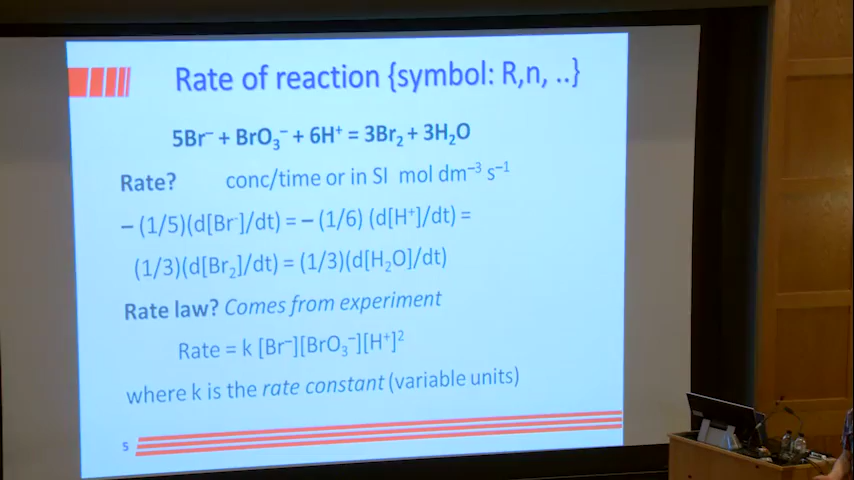 Rate of reaction {symbol: R,n, ..}
5Br⁻ + BrO₃⁻ + 6H⁺ = 3Br₂ + 3H₂O
Rate? conc/time or in SI mol dm⁻³ s⁻¹
– (1/5)(d[Br⁻]/dt) = – (1/6) (d[H⁺]/dt) =
(1/3)(d[Br₂]/dt) = (1/3)(d[H₂O]/dt)
Rate law? Comes from experiment
Rate = k [Br⁻][BrO₃⁻][H⁺]²
where k is the rate constant (variable units)
5